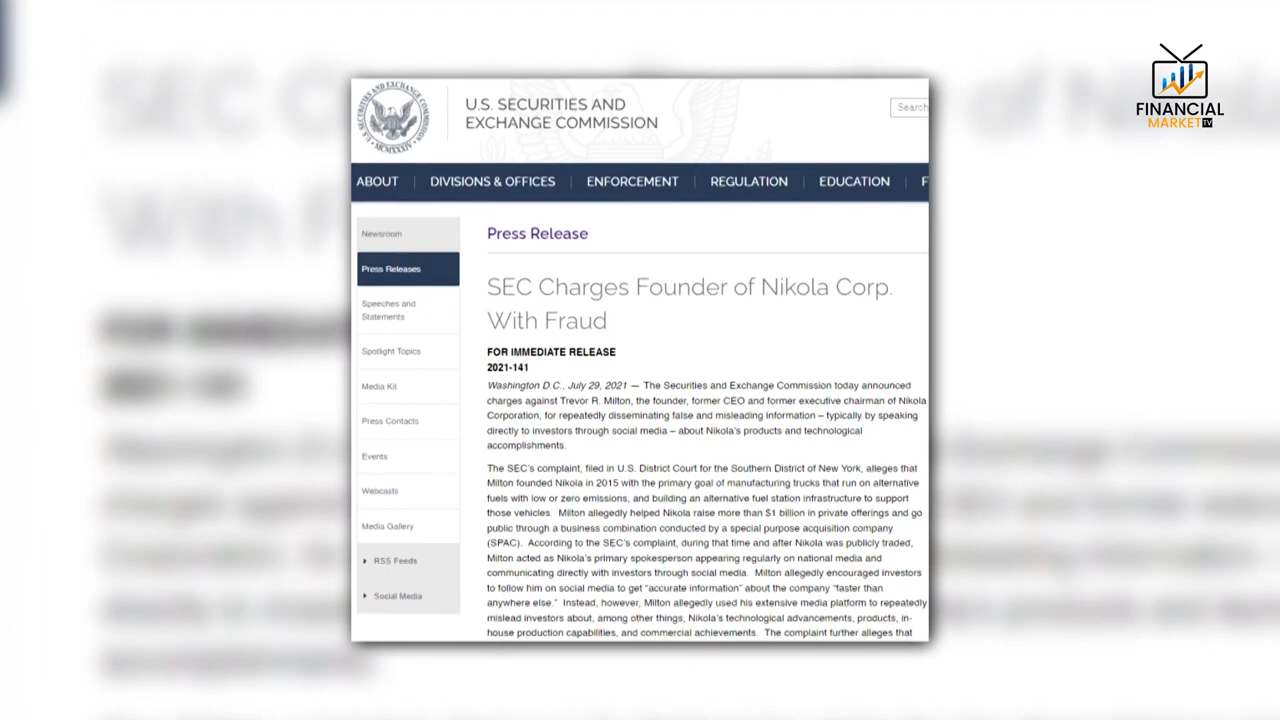 FINANCIAL
MARKET TV
U.S. SECURITIES AND
EXCHANGE COMMISSION
Search
ABOUT
DIVISIONS & OFFICES
ENFORCEMENT
REGULATION
EDUCATION
F
Newsroom
Press Releases
Speeches and
Statements
Spotlight Topics
Media Kit
Press Contacts
Events
Webcasts
Media Gallery
RSS Feeds
Social Media
Press Release
SEC Charges Founder of Nikola Corp.
With Fraud
FOR IMMEDIATE RELEASE
2021-141
Washington D.C., July 29, 2021 — The Securities and Exchange Commission today announced
charges against Trevor R. Milton, the founder, former CEO and former executive chairman of Nikola
Corporation, for repeatedly disseminating false and misleading information – typically by speaking
directly to investors through social media – about Nikola's products and technological
accomplishments.
The SEC's complaint, filed in U.S. District Court for the Southern District of New York, alleges that
Milton founded Nikola in 2015 with the primary goal of manufacturing trucks that run on alternative
fuels with low or zero emissions, and building an alternative fuel station infrastructure to support
those vehicles.  Milton allegedly helped Nikola raise more than $1 billion in private offerings and go
public through a business combination conducted by a special purpose acquisition company
(SPAC).  According to the SEC's complaint, during that time and after Nikola was publicly traded,
Milton acted as Nikola's primary spokesperson appearing regularly on national media and
communicating directly with investors through social media.  Milton allegedly encouraged investors
to follow him on social media to get "accurate information" about the company "faster than
anywhere else."  Instead, however, Milton allegedly used his extensive media platform to repeatedly
mislead investors about, among other things, Nikola's technological advancements, products, in-
house production capabilities, and commercial achievements.  The complaint further alleges that